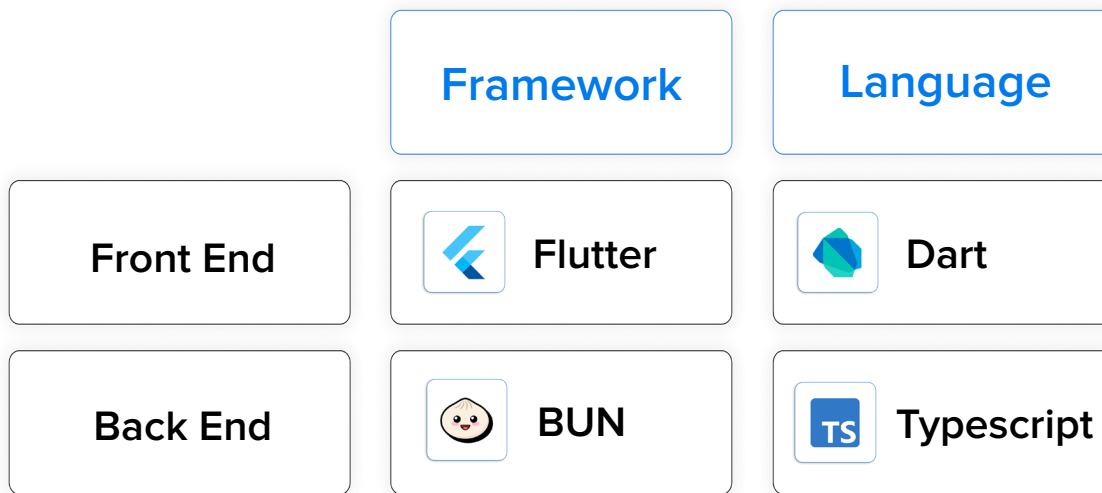 Framework
Language
Front End
Flutter
Dart
Back End
BUN
TS
Typescript